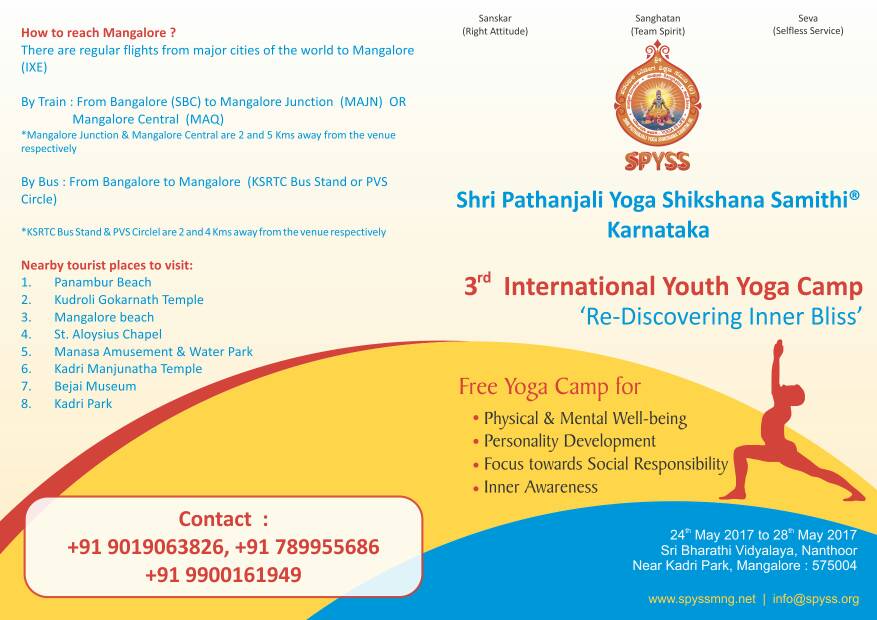 How to reach Mangalore ?
There are regular flights from major cities of the world to Mangalore
(IXE)
By Train : From Bangalore (SBC) to Mangalore Junction (MAJN) OR
Mangalore Central (MAQ)
*Mangalore Junction & Mangalore Central are 2 and 5 Kms away from the venue
respectively
By Bus : From Bangalore to Mangalore (KSRTC Bus Stand or PVS
Circle)
*KSRTC Bus Stand & PVS Circlel are 2 and 4 Kms away from the venue respectively
Nearby tourist places to visit:
1. Panambur Beach
2. Kudroli Gokarnath Temple
3. Mangalore beach
4. St. Aloysius Chapel
5. Manasa Amusement & Water Park
6. Kadri Manjunatha Temple
7. Bejai Museum
8. Kadri Park
Contact :
+91 9019063826, +91 789955686
+91 9900161949
Sanskar
(Right Attitude)
Sanghatan
(Team Spirit)
Seva
(Selfless Service)
SPYSS
Shri Pathanjali Yoga Shikshana Samithi®
Karnataka
3rd International Youth Yoga Camp
‘Re-Discovering Inner Bliss’
Free Yoga Camp for
• Physical & Mental Well-being
• Personality Development
• Focus towards Social Responsibility
• Inner Awareness
24th May 2017 to 28th May 2017
Sri Bharathi Vidyalaya, Nanthoor
Near Kadri Park, Mangalore : 575004
www.spyssmng.net | info@spyss.org